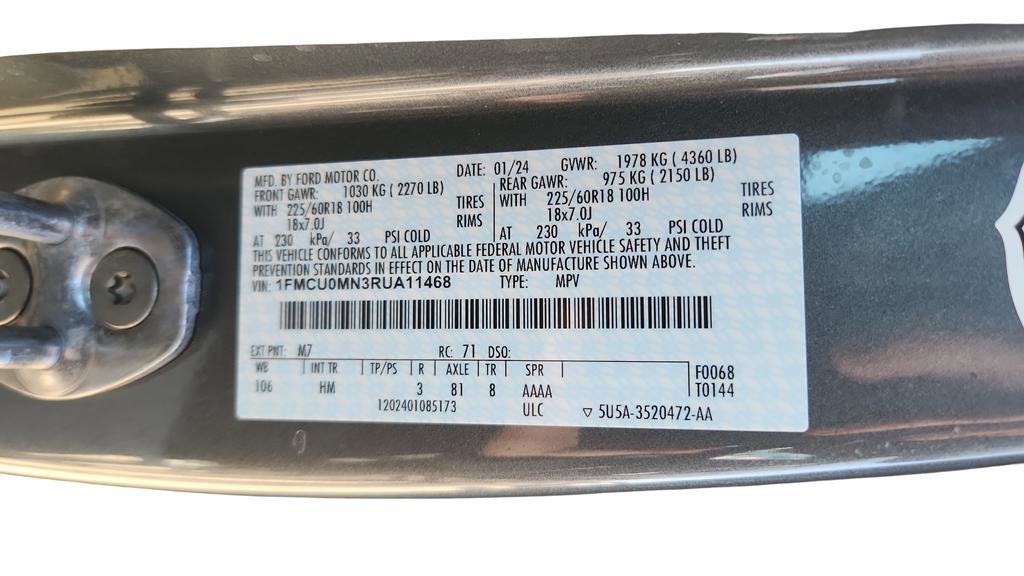 MFD. BY FORD MOTOR CO. DATE: 01/24 GVWR: 1978 KG ( 4360 LB)
FRONT GAWR: 1030 KG ( 2270 LB) REAR GAWR: 975 KG ( 2150 LB)
WITH 225/60R18 100H TIRES WITH 225/60R18 100H TIRES
18x7.0J RIMS 18x7.0J RIMS
AT 230 kPa/ 33 PSI COLD AT 230 kPa/ 33 PSI COLD
THIS VEHICLE CONFORMS TO ALL APPLICABLE FEDERAL MOTOR VEHICLE SAFETY AND THEFT
PREVENTION STANDARDS IN EFFECT ON THE DATE OF MANUFACTURE SHOWN ABOVE.
VIN: 1FMCU0MN3RUA11468 TYPE: MPV
EXT PNT: M7 RC: 71 DSO:
WB INT TR TP/PS R AXLE TR SPR F0068
106 HM 3 81 8 AAAA T0144
1202401085173 ULC ▽ 5U5A-3520472-AA